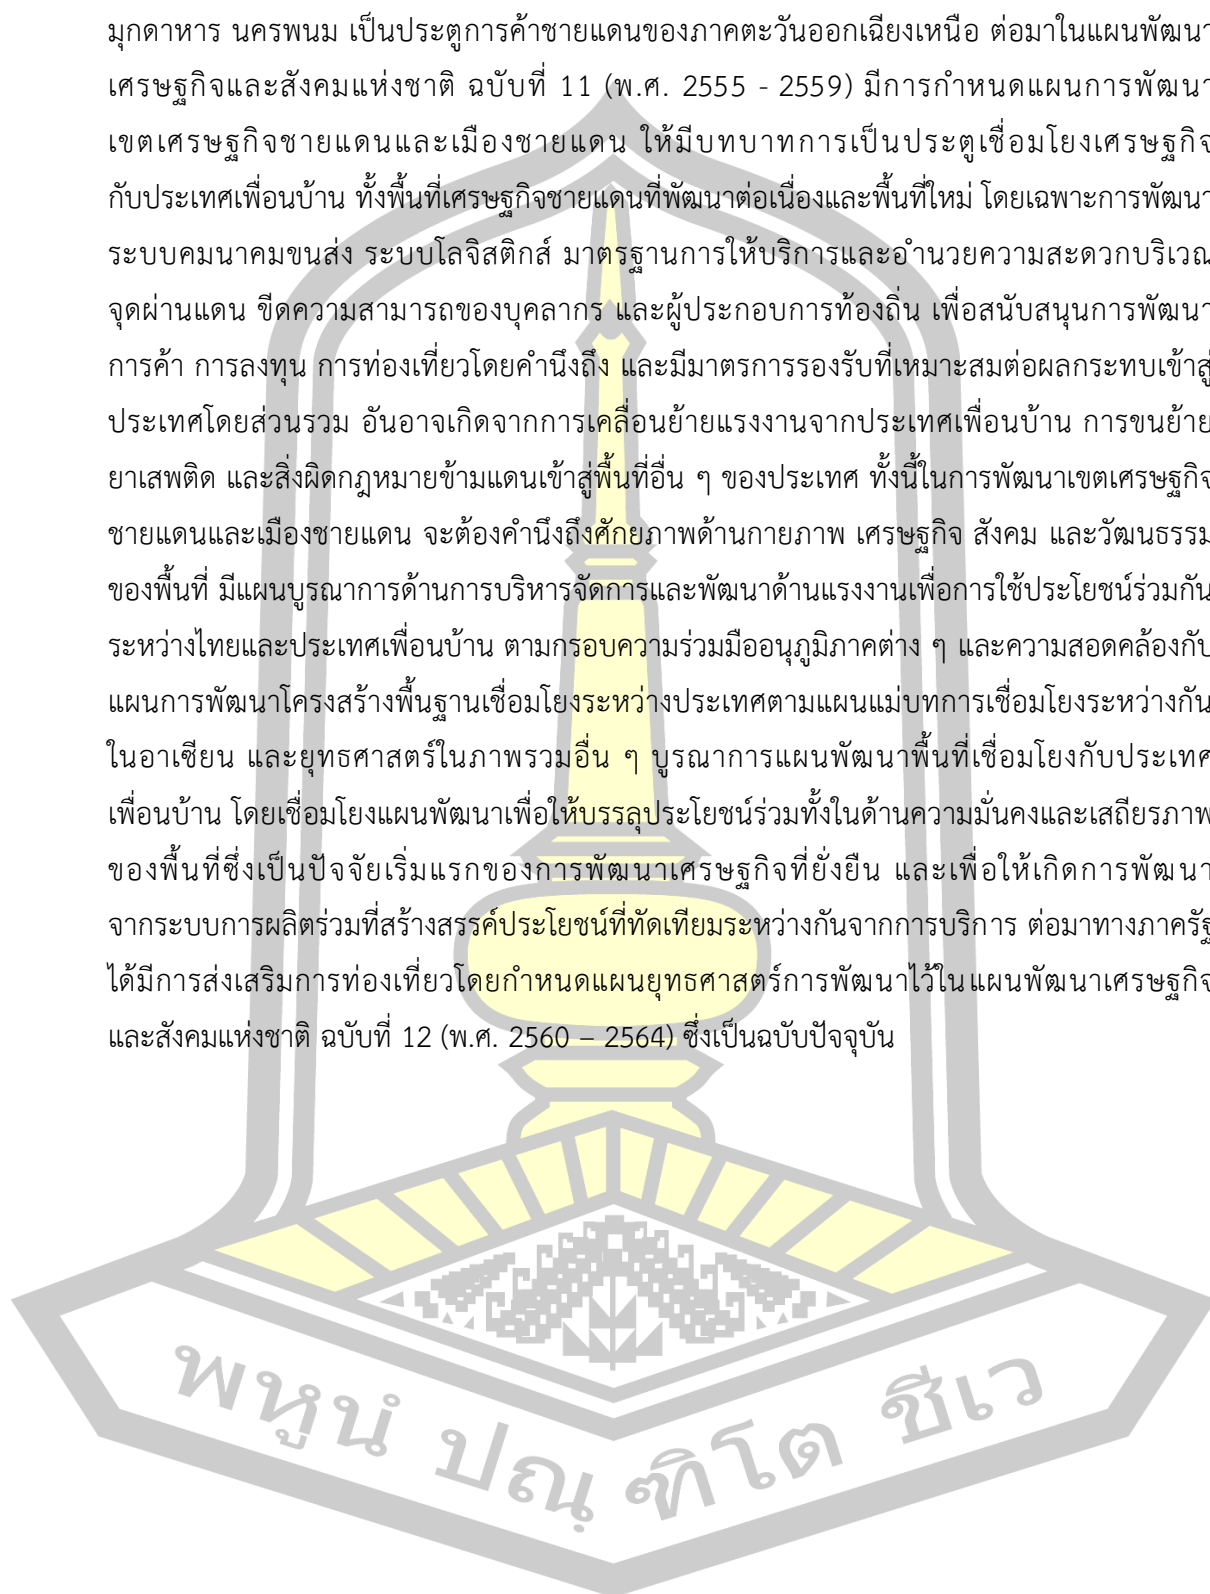 มุกดาหาร นครพนม เป็นประตูการค้าชายแดนของภาคตะวันออกเฉียงเหนือ ต่อมาในแผนพัฒนา
เศรษฐกิจและสังคมแห่งชาติ ฉบับที่ 11 (พ.ศ. 2555 - 2559) มีการกำหนดแผนการพัฒนา
เขตเศรษฐกิจชายแดนและเมืองชายแดน ให้มีบทบาทการเป็นประตูเชื่อมโยงเศรษฐกิจ
กับประเทศเพื่อนบ้าน ทั้งพื้นที่เศรษฐกิจชายแดนที่พัฒนาต่อเนื่องและพื้นที่ใหม่ โดยเฉพาะการพัฒนา
ระบบคมนาคมขนส่ง ระบบโลจิสติกส์ มาตรฐานการให้บริการและอำนวยความสะดวกบริเวณ
จุดผ่านแดน ขีดความสามารถของบุคลากร และผู้ประกอบการท้องถิ่น เพื่อสนับสนุนการพัฒนา
การค้า การลงทุน การท่องเที่ยวโดยคำนึงถึง และมีมาตรการรองรับที่เหมาะสมต่อผลกระทบเข้าสู่
ประเทศโดยส่วนรวม อันอาจเกิดจากการเคลื่อนย้ายแรงงานจากประเทศเพื่อนบ้าน การขนย้าย
ยาเสพติด และสิ่งผิดกฎหมายข้ามแดนเข้าสู่พื้นที่อื่น ๆ ของประเทศ ทั้งนี้ในการพัฒนาเขตเศรษฐกิจ
ชายแดนและเมืองชายแดน จะต้องคำนึงถึงศักยภาพด้านกายภาพ เศรษฐกิจ สังคม และวัฒนธรรม
ของพื้นที่ มีแผนบูรณาการด้านการบริหารจัดการและพัฒนาด้านแรงงานเพื่อการใช้ประโยชน์ร่วมกัน
ระหว่างไทยและประเทศเพื่อนบ้าน ตามกรอบความร่วมมืออนุภูมิภาคต่าง ๆ และความสอดคล้องกับ
แผนการพัฒนาโครงสร้างพื้นฐานเชื่อมโยงระหว่างประเทศตามแผนแม่บทการเชื่อมโยงระหว่างกัน
ในอาเซียน และยุทธศาสตร์ในภาพรวมอื่น ๆ บูรณาการแผนพัฒนาพื้นที่เชื่อมโยงกับประเทศ
เพื่อนบ้าน โดยเชื่อมโยงแผนพัฒนาเพื่อให้บรรลุประโยชน์ร่วมทั้งในด้านความมั่นคงและเสถียรภาพ
ของพื้นที่ซึ่งเป็นปัจจัยเริ่มแรกของการพัฒนาเศรษฐกิจที่ยั่งยืน และเพื่อให้เกิดการพัฒนา
จากระบบการผลิตร่วมที่สร้างสรรค์ประโยชน์ที่ทัดเทียมระหว่างกันจากการบริการ ต่อมาทางภาครัฐ
ได้มีการส่งเสริมการท่องเที่ยวโดยกำหนดแผนยุทธศาสตร์การพัฒนาไว้ในแผนพัฒนาเศรษฐกิจ
และสังคมแห่งชาติ ฉบับที่ 12 (พ.ศ. 2560 – 2564) ซึ่งเป็นฉบับปัจจุบัน
พหูนํ ปณฺฑิโต ชีเว